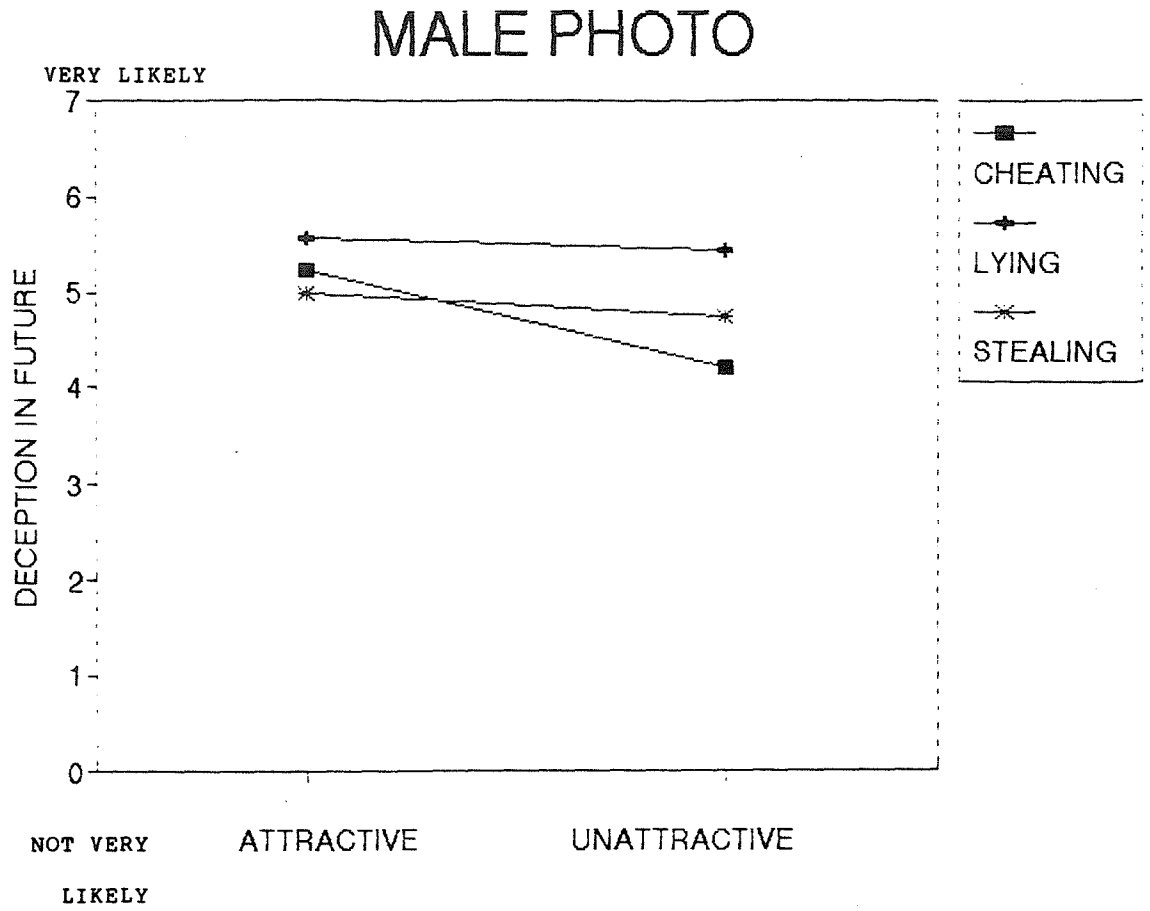 MALE PHOTO
VERY LIKELY
7
6
5
4
3
2
1
0
DECEPTION IN FUTURE
ATTRACTIVE
UNATTRACTIVE
NOT VERY
LIKELY
CHEATING
LYING
STEALING